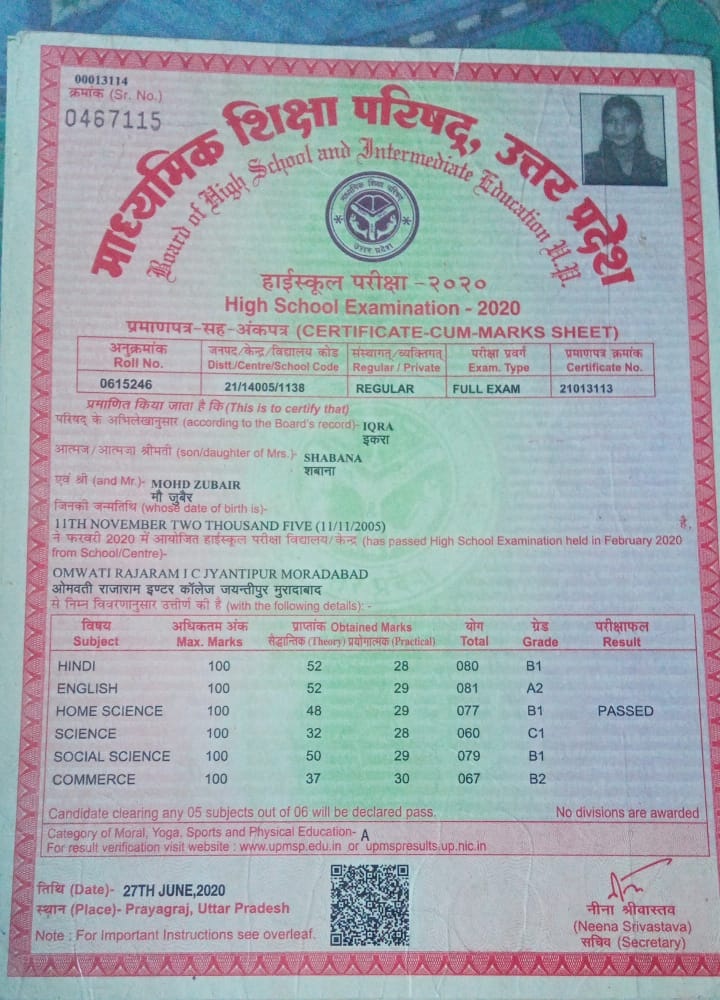 00013114
क्रमांक (Sr. No.)
0467115
माध्यमिक शिक्षा परिषद्, उत्तर प्रदेश
Board of High School and Intermediate Education U.P.
माध्यमिक शिक्षा परिषद
उत्तर प्रदेश
हाईस्कूल परीक्षा - २०२०
High School Examination - 2020
प्रमाणपत्र-सह-अंकपत्र (CERTIFICATE-CUM-MARKS SHEET)
अनुक्रमांक जनपद/केन्द्र/विद्यालय कोड संस्थागत/व्यक्तिगत परीक्षा प्रवर्ग प्रमाणपत्र क्रमांक
Roll No. Distt./Centre/School Code Regular / Private Exam. Type Certificate No.
0615246 21/14005/1138 REGULAR FULL EXAM 21013113
प्रमाणित किया जाता है कि (This is to certify that)
परिषद के अभिलेखानुसार (according to the Board's record)- IQRA
इकरा
आत्मज/आत्मजा श्रीमती (son/daughter of Mrs.)- SHABANA
शबाना
एवं श्री (and Mr.)- MOHD ZUBAIR
मौ जुबैर
जिनकी जन्मतिथि (whose date of birth is)-
11TH NOVEMBER TWO THOUSAND FIVE (11/11/2005) है,
ने फरवरी 2020 में आयोजित हाईस्कूल परीक्षा विद्यालय/केन्द्र (has passed High School Examination held in February 2020
from School/Centre)-
OMWATI RAJARAM I C JYANTIPUR MORADABAD
ओमवती राजाराम इण्टर कॉलेज जयन्तीपुर मुरादाबाद
से निम्न विवरणानुसार उत्तीर्ण की है (with the following details): -
विषय अधिकतम अंक प्राप्तांक Obtained Marks योग ग्रेड परीक्षाफल
Subject Max. Marks सैद्धान्तिक (Theory) प्रयोगात्मक (Practical) Total Grade Result
HINDI 100 52 28 080 B1
ENGLISH 100 52 29 081 A2
HOME SCIENCE 100 48 29 077 B1 PASSED
SCIENCE 100 32 28 060 C1
SOCIAL SCIENCE 100 50 29 079 B1
COMMERCE 100 37 30 067 B2
Candidate clearing any 05 subjects out of 06 will be declared pass. No divisions are awarded
Category of Moral, Yoga, Sports and Physical Education- A
For result verification visit website : www.upmsp.edu.in or upmspresults.up.nic.in
तिथि (Date)- 27TH JUNE,2020
स्थान (Place)- Prayagraj, Uttar Pradesh
Note : For Important Instructions see overleaf.
नीना श्रीवास्तव
(Neena Srivastava)
सचिव (Secretary)